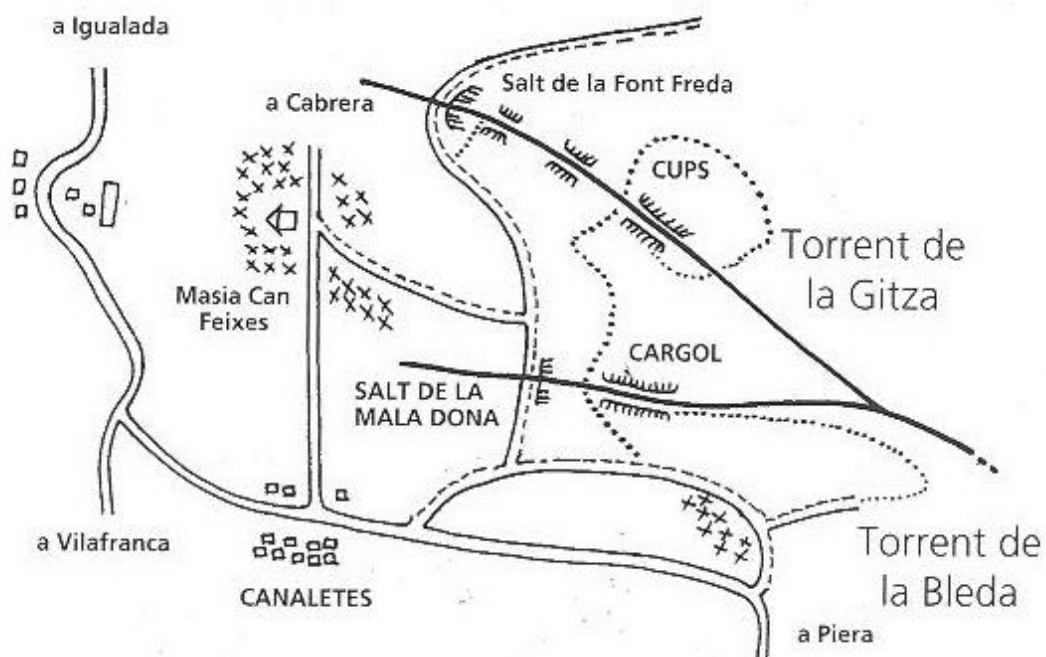 a Igualada
a Cabrera
Salt de la Font Freda
CUPS
Torrent de
la Gitza
Masia Can
Feixes
CARGOL
SALT DE LA
MALA DONA
a Vilafranca
CANALETES
Torrent de
la Bleda
a Piera